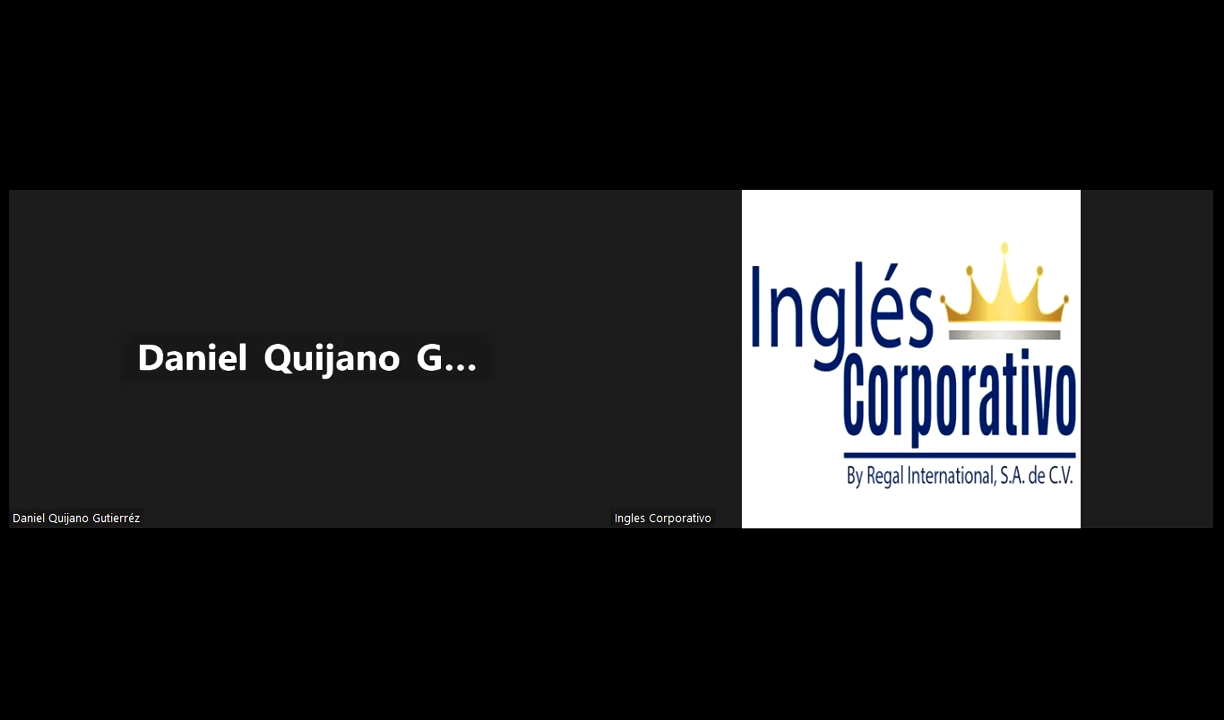 Daniel Quijano G...
Daniel Quijano Gutierréz
Inglés
Corporativo
By Regal International, S.A. de C.V.
Ingles Corporativo